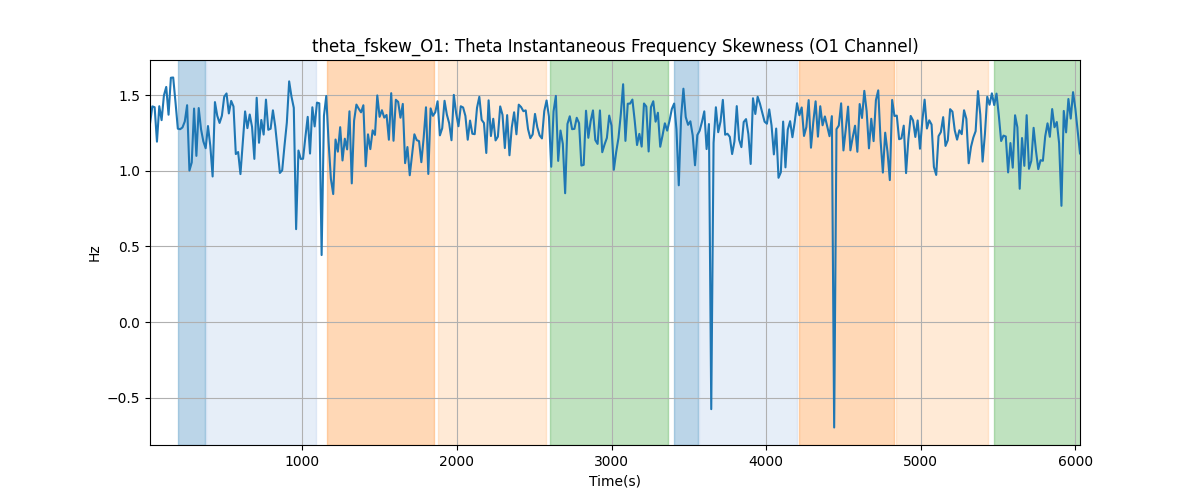 theta_fskew_O1: Theta Instantaneous Frequency Skewness (O1 Channel)
1.5
1.0
0.5
0.0
−0.5
Hz
1000 2000 3000 4000 5000 6000
Time(s)